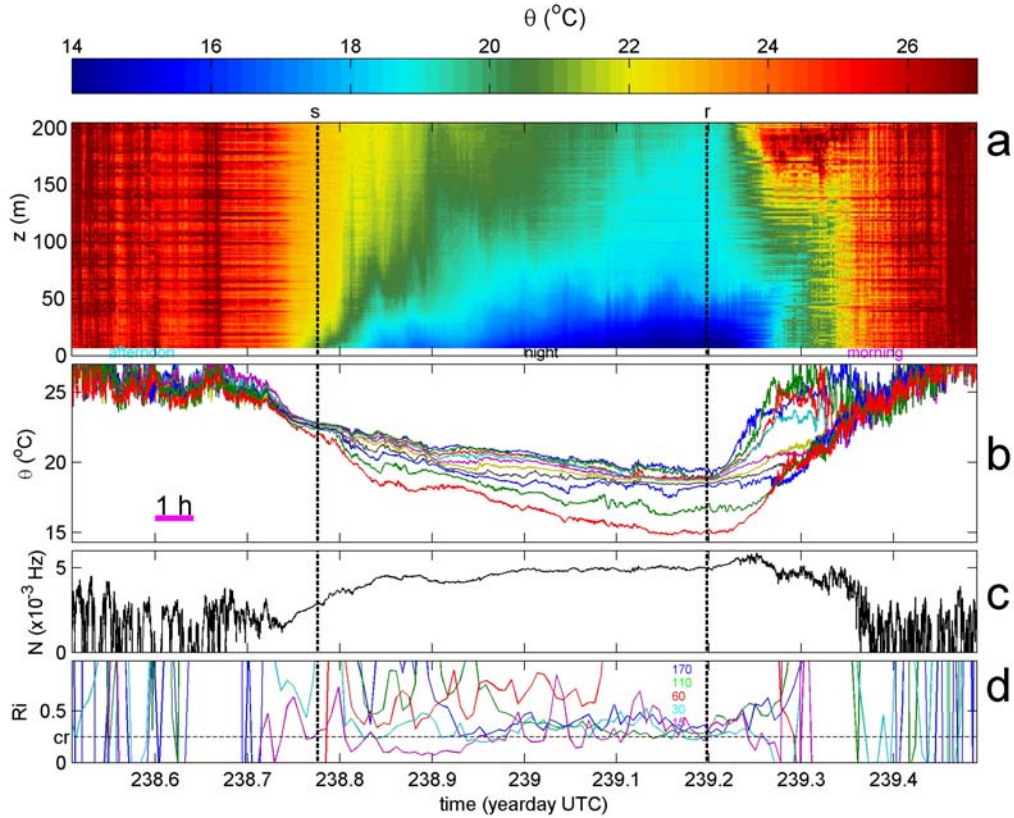 θ (°C)
14 16 18 20 22 24 26
s r
a
200
150
100
50
0
z (m)
afternoon night morning
b
25
20
15
θ (°C)
1 h
c
5
0
N (x10⁻³ Hz)
d
170
110
60
30
15
0.5
cr
0
Ri
238.6 238.7 238.8 238.9 239 239.1 239.2 239.3 239.4
time (yearday UTC)